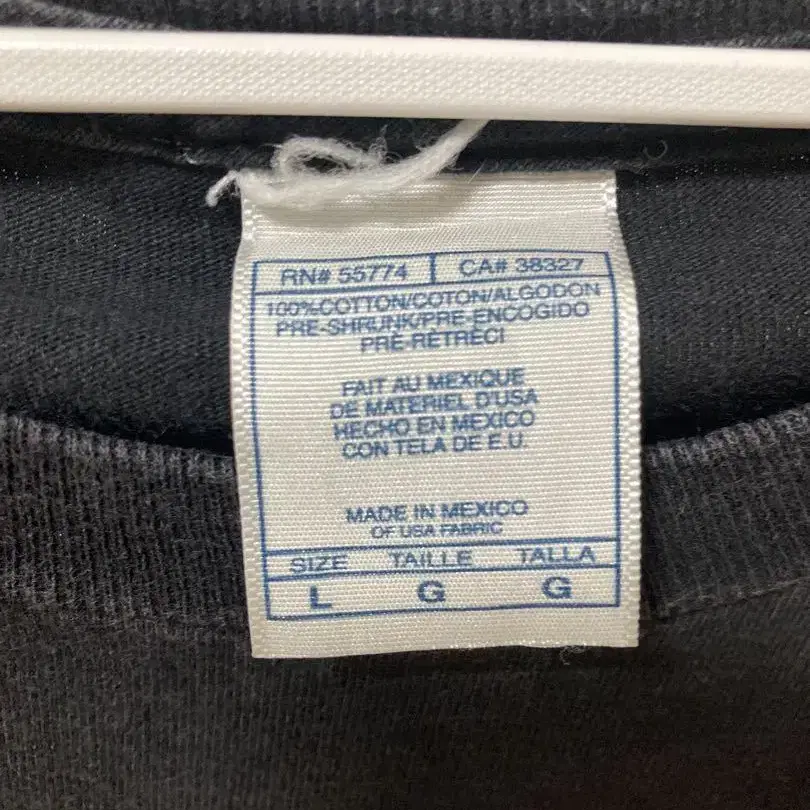 RN# 55774 CA# 38327
100%COTTON/COTON/ALGODON
PRE-SHRUNK/PRE-ENCOGIDO
PRÉ-RÉTRÉCI
FAIT AU MEXIQUE
DE MATERIEL D'USA
HECHO EN MEXICO
CON TELA DE E.U.
MADE IN MEXICO
OF USA FABRIC
SIZE TAILLE TALLA
L G G